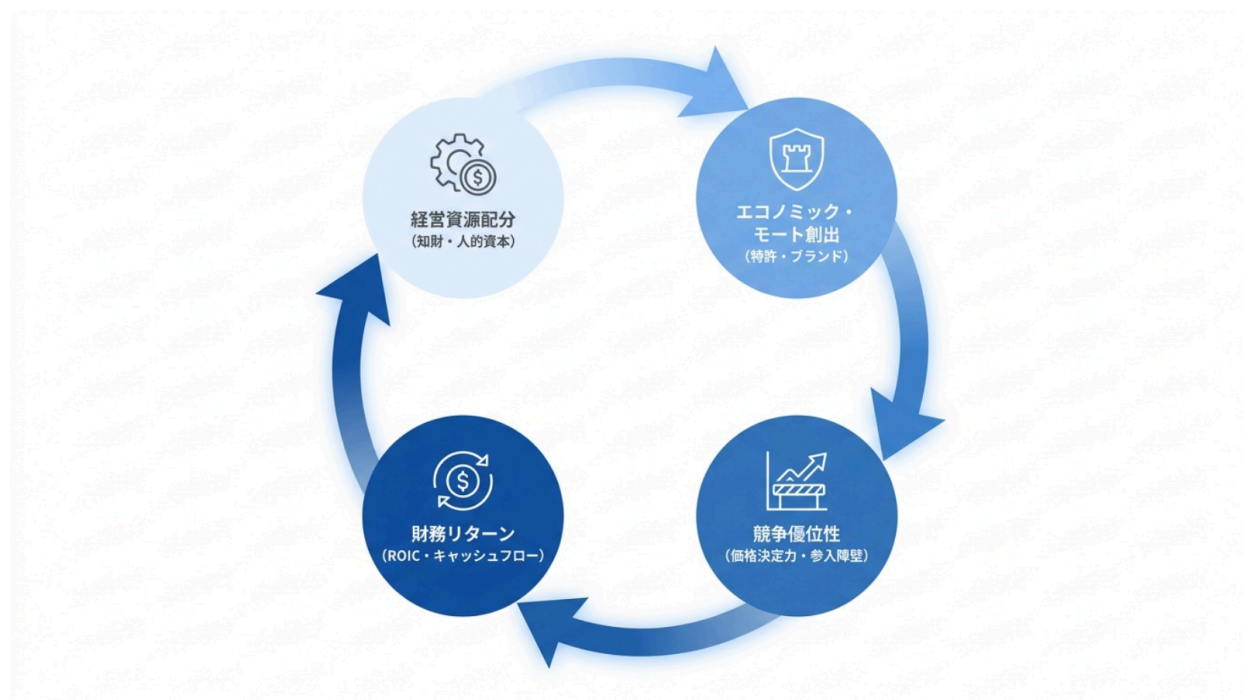 経営資源配分
（知財・人的資本）
エコノミック・
モート創出
（特許・ブランド）
競争優位性
（価格決定力・参入障壁）
財務リターン
（ROIC・キャッシュフロー）